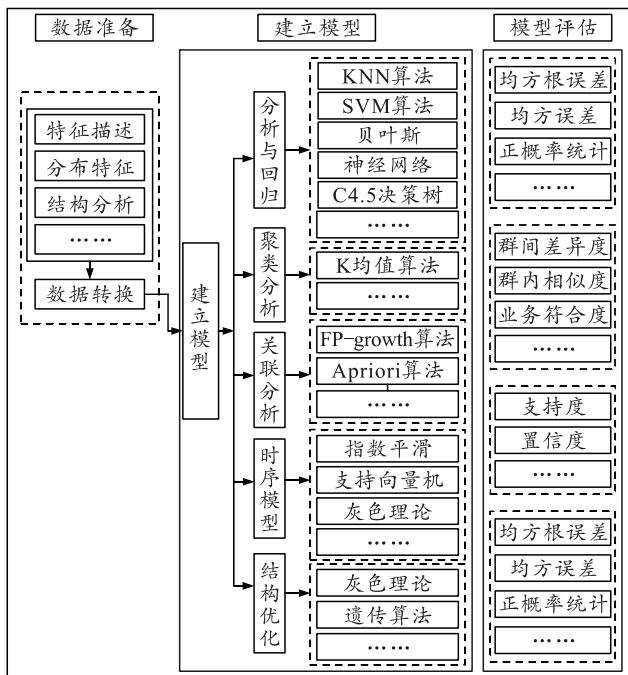 数据准备
建立模型
模型评估
特征描述
分布特征
结构分析
……
数据转换
建立模型
分析与回归
KNN算法
SVM算法
贝叶斯
神经网络
C4.5决策树
……
聚类分析
K均值算法
……
关联分析
FP-growth算法
Apriori算法
……
时序模型
指数平滑
支持向量机
灰色理论
……
结构优化
灰色理论
遗传算法
……
均方根误差
均方误差
正概率统计
……
群间差异度
群内相似度
业务符合度
……
支持度
置信度
……
均方根误差
均方误差
正概率统计
……